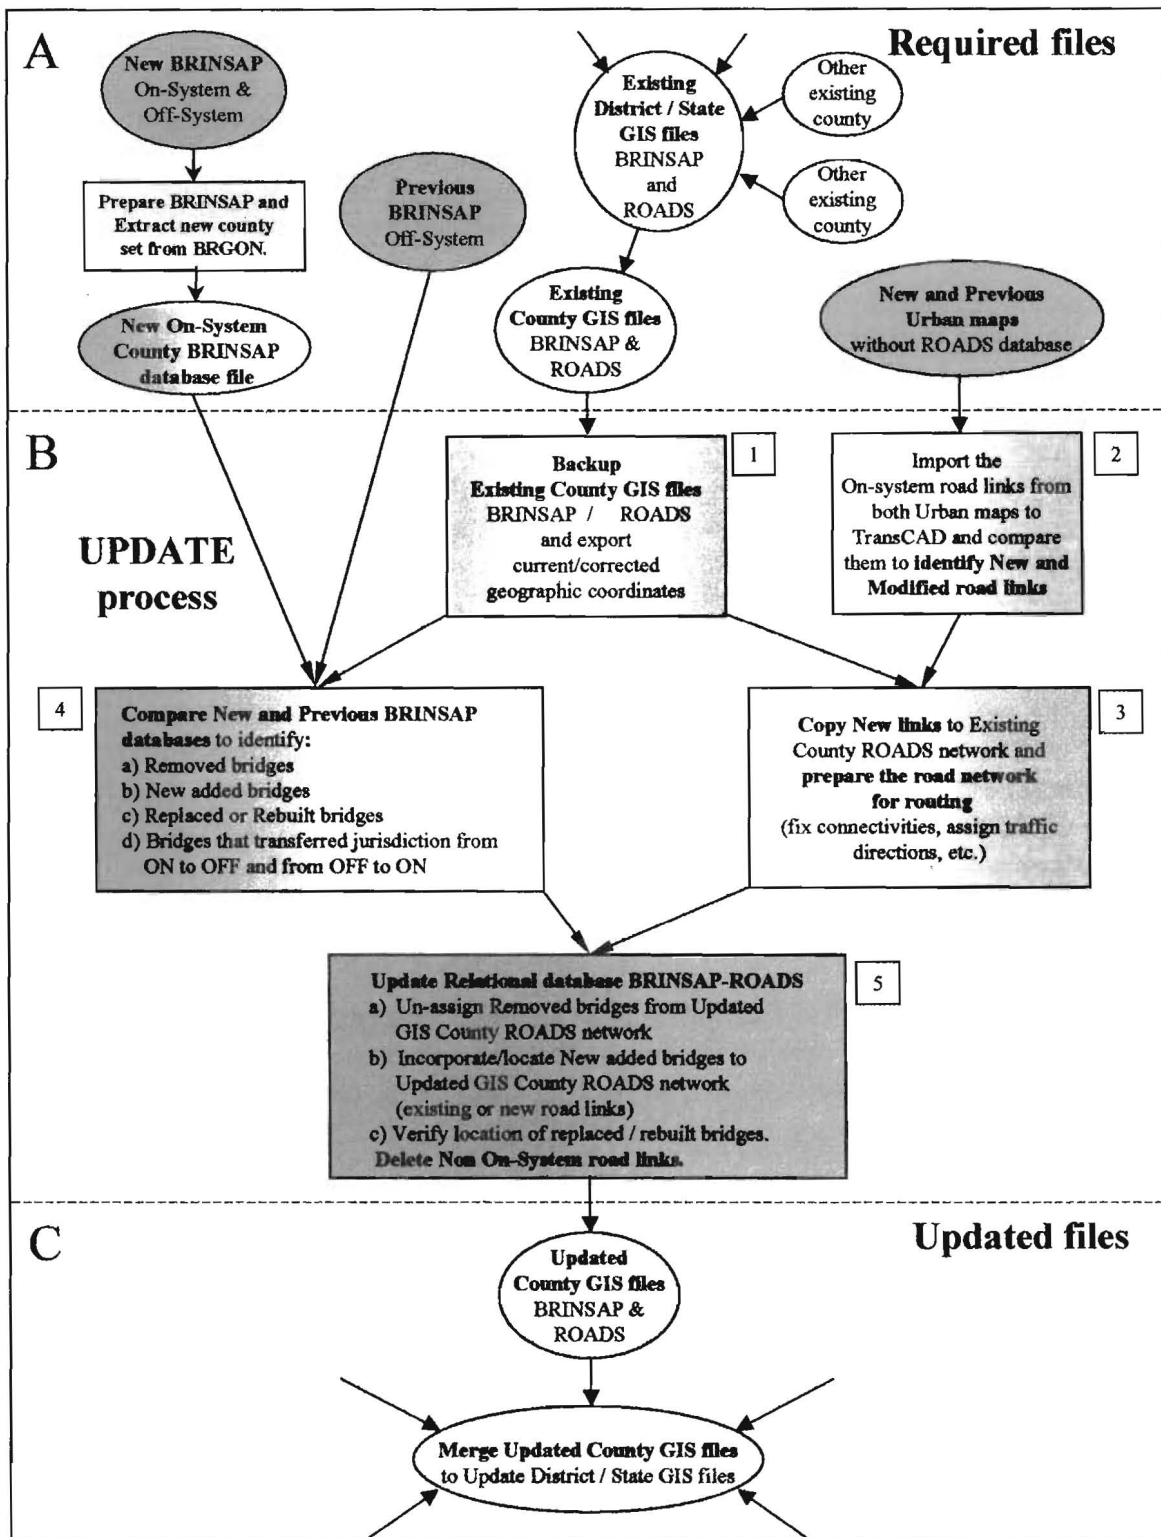 A
Required files
New BRINSAP
On-System &
Off-System
Prepare BRINSAP and
Extract new county
set from BRGON.
New On-System
County BRINSAP
database file
Previous
BRINSAP
Off-System
Existing
District / State
GIS files
BRINSAP
and
ROADS
Other
existing
county
Other
existing
county
Existing
County GIS files
BRINSAP &
ROADS
New and Previous
Urban maps
without ROADS database
B
UPDATE
process
1
Backup
Existing County GIS files
BRINSAP / ROADS
and export
current/corrected
geographic coordinates
2
Import the
On-system road links from
both Urban maps to
TransCAD and compare
them to identify New and
Modified road links
4
Compare New and Previous BRINSAP
databases to identify:
a) Removed bridges
b) New added bridges
c) Replaced or Rebuilt bridges
d) Bridges that transferred jurisdiction from
ON to OFF and from OFF to ON
3
Copy New links to Existing
County ROADS network and
prepare the road network
for routing
(fix connectivities, assign traffic
directions, etc.)
5
Update Relational database BRINSAP-ROADS
a) Un-assign Removed bridges from Updated
GIS County ROADS network
b) Incorporate/locate New added bridges to
Updated GIS County ROADS network
(existing or new road links)
c) Verify location of replaced / rebuilt bridges.
Delete Non On-System road links.
C
Updated files
Updated
County GIS files
BRINSAP &
ROADS
Merge Updated County GIS files
to Update District / State GIS files